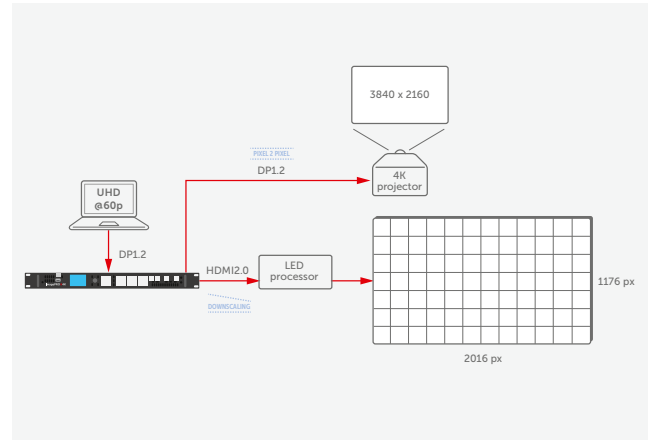 3840 x 2160
PIXEL 2 PIXEL
DP1.2
4K
projector
UHD
@60p
DP1.2
HDMI2.0
LED
processor
DOWNSCALING
1176 px
2016 px